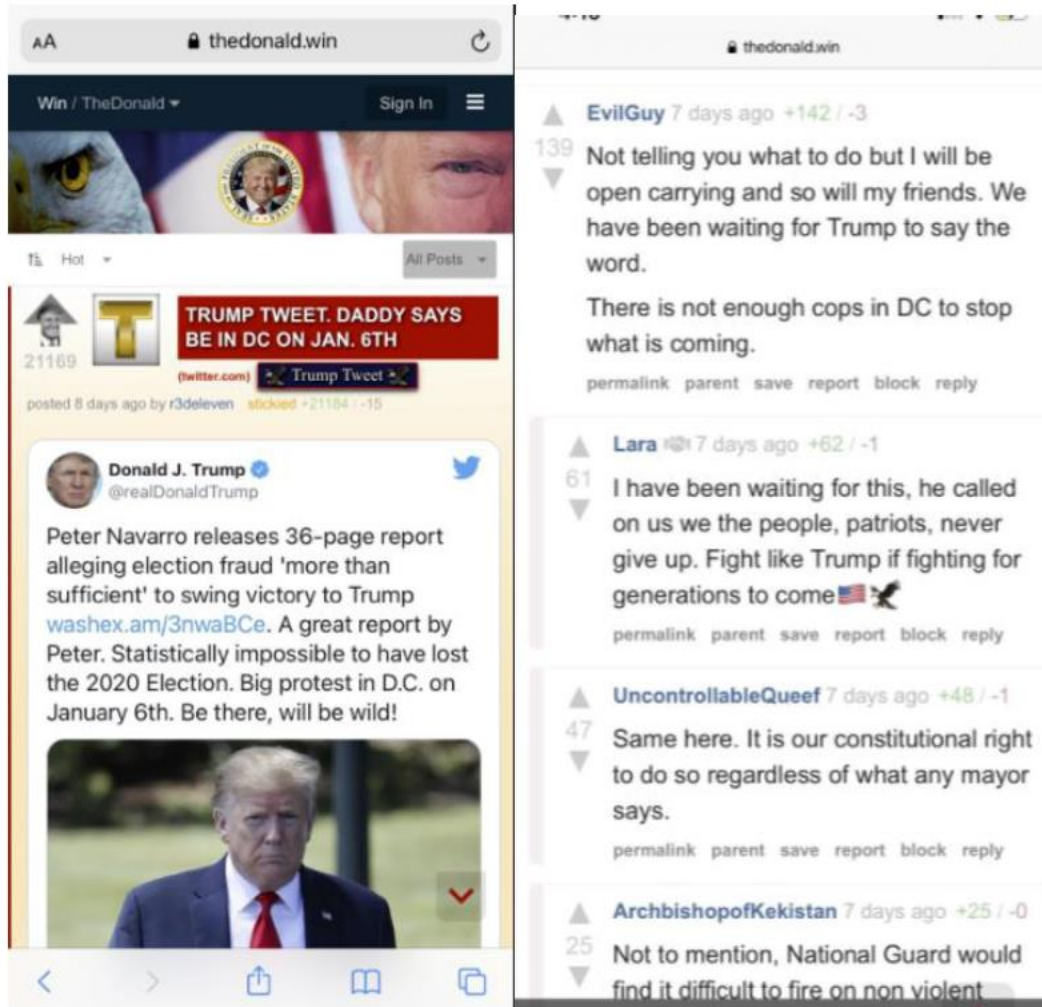 AA thedonald.win
Win / TheDonald Sign In
Hot All Posts
21169
TRUMP TWEET. DADDY SAYS
BE IN DC ON JAN. 6TH
(twitter.com) Trump Tweet
posted 8 days ago by r3deleven stickied +21184 / -15
Donald J. Trump
@realDonaldTrump
Peter Navarro releases 36-page report
alleging election fraud 'more than
sufficient' to swing victory to Trump
washex.am/3nwaBCe. A great report by
Peter. Statistically impossible to have lost
the 2020 Election. Big protest in D.C. on
January 6th. Be there, will be wild!
thedonald.win
EvilGuy 7 days ago +142 / -3
139
Not telling you what to do but I will be
open carrying and so will my friends. We
have been waiting for Trump to say the
word.
There is not enough cops in DC to stop
what is coming.
permalink parent save report block reply
Lara 7 days ago +62 / -1
61
I have been waiting for this, he called
on us we the people, patriots, never
give up. Fight like Trump if fighting for
generations to come
permalink parent save report block reply
UncontrollableQueef 7 days ago +48 / -1
47
Same here. It is our constitutional right
to do so regardless of what any mayor
says.
permalink parent save report block reply
ArchbishopofKekistan 7 days ago +25 / -0
25
Not to mention, National Guard would
find it difficult to fire on non violent